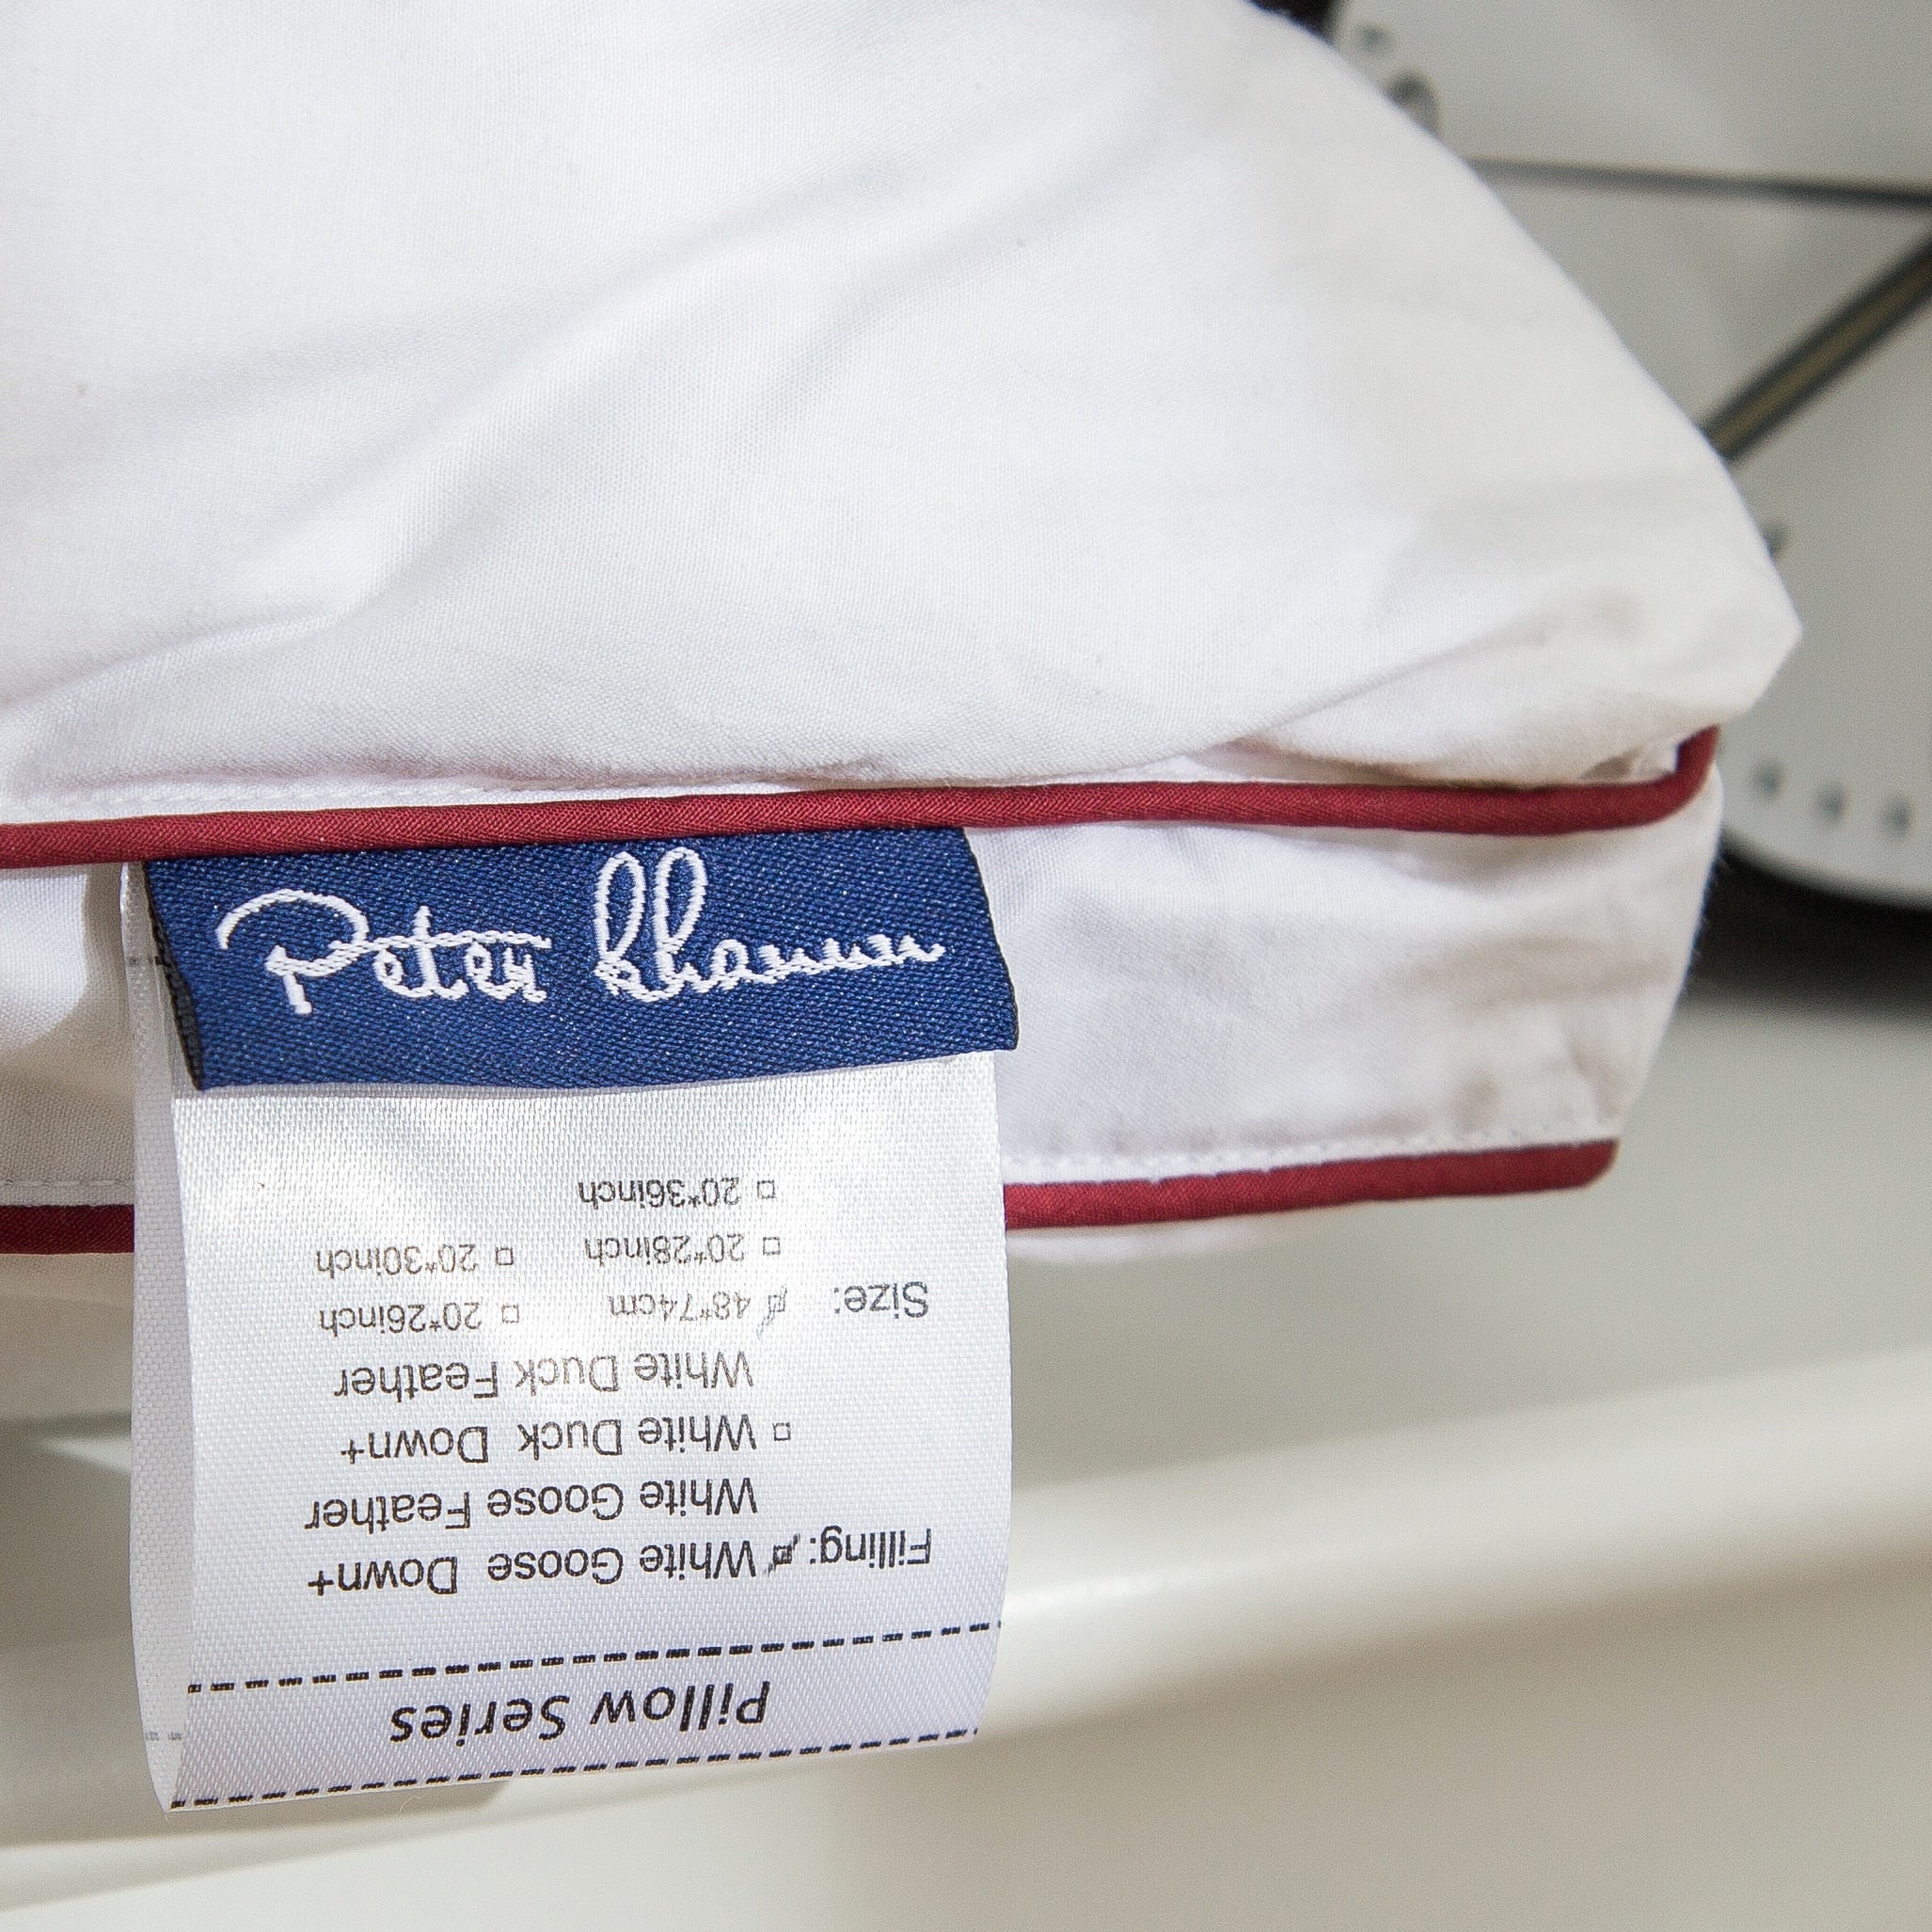 Peter Khanun
Pillow Series
Filling: White Goose Down+
White Goose Feather
□ White Duck Down+
White Duck Feather
Size: 48*74cm □ 20*26inch
□ 20*28inch □ 20*30inch
□ 20*36inch